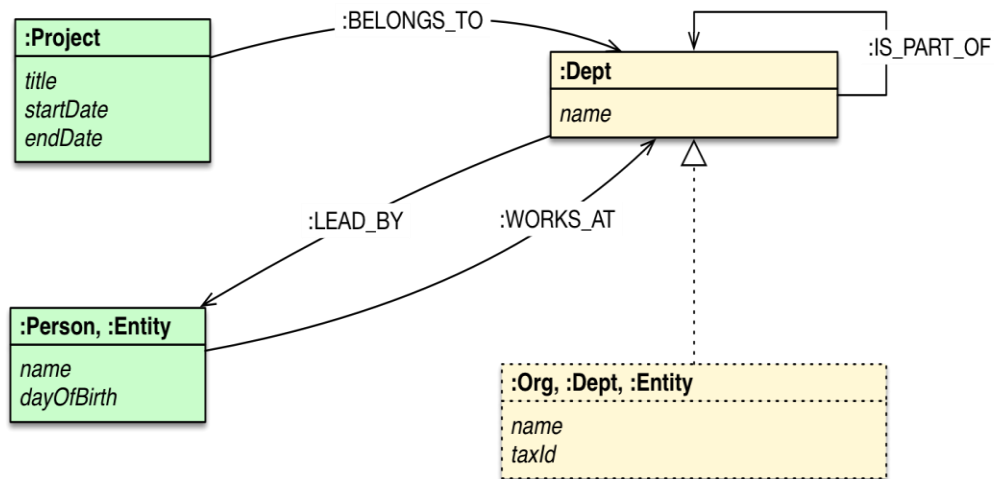 :BELONGS_TO
:Project
title
startDate
endDate
:IS_PART_OF
:Dept
name
:LEAD_BY
:WORKS_AT
:Person, :Entity
name
dayOfBirth
:Org, :Dept, :Entity
name
taxId